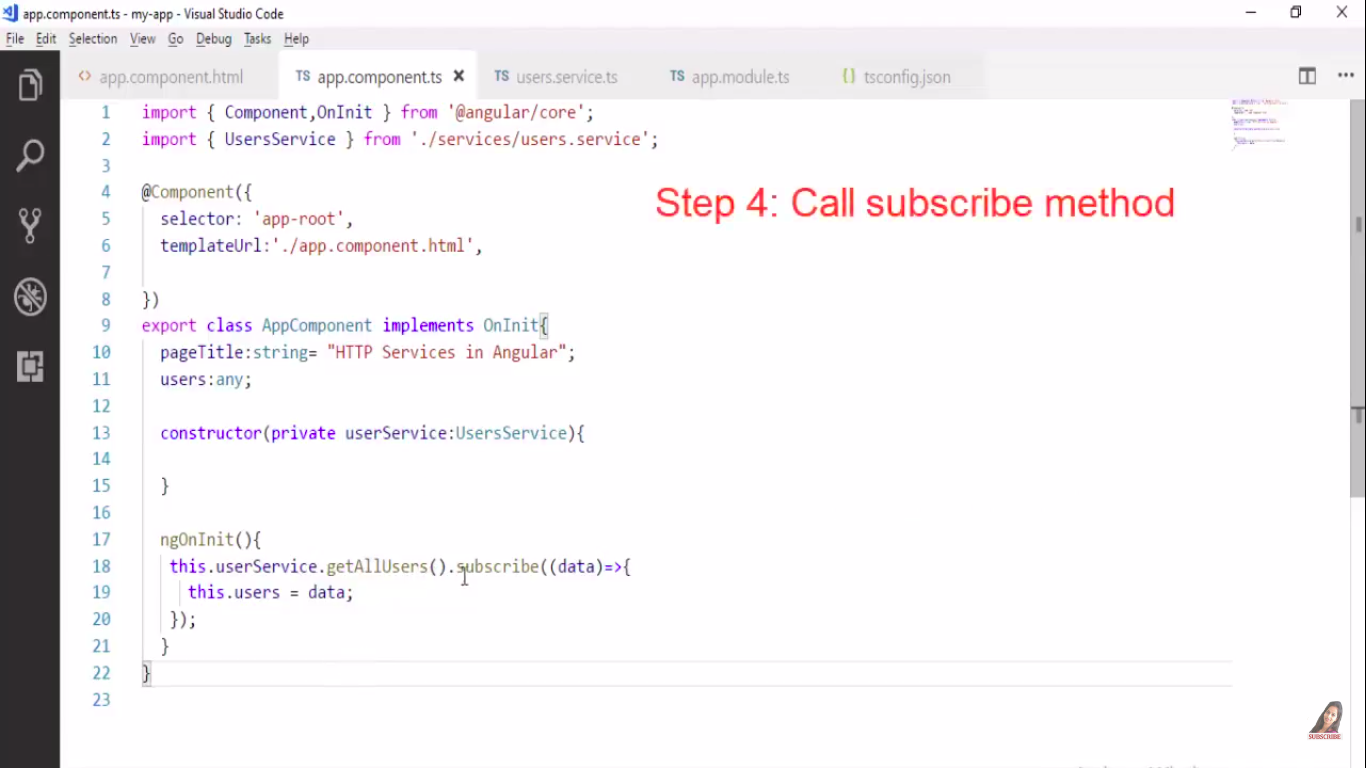 app.component.ts - my-app - Visual Studio Code
File Edit Selection View Go Debug Tasks Help
<> app.component.html TS app.component.ts × TS users.service.ts TS app.module.ts {} tsconfig.json
1 import { Component,OnInit } from '@angular/core';
2 import { UsersService } from './services/users.service';
3
4 @Component({
Step 4: Call subscribe method
5 selector: 'app-root',
6 templateUrl:'./app.component.html',
7
8 })
9 export class AppComponent implements OnInit{
10 pageTitle:string= "HTTP Services in Angular";
11 users:any;
12
13 constructor(private userService:UsersService){
14
15 }
16
17 ngOnInit(){
18 this.userService.getAllUsers().subscribe((data)=>{
19 this.users = data;
20 });
21 }
22 }
23
SUBSCRIBE